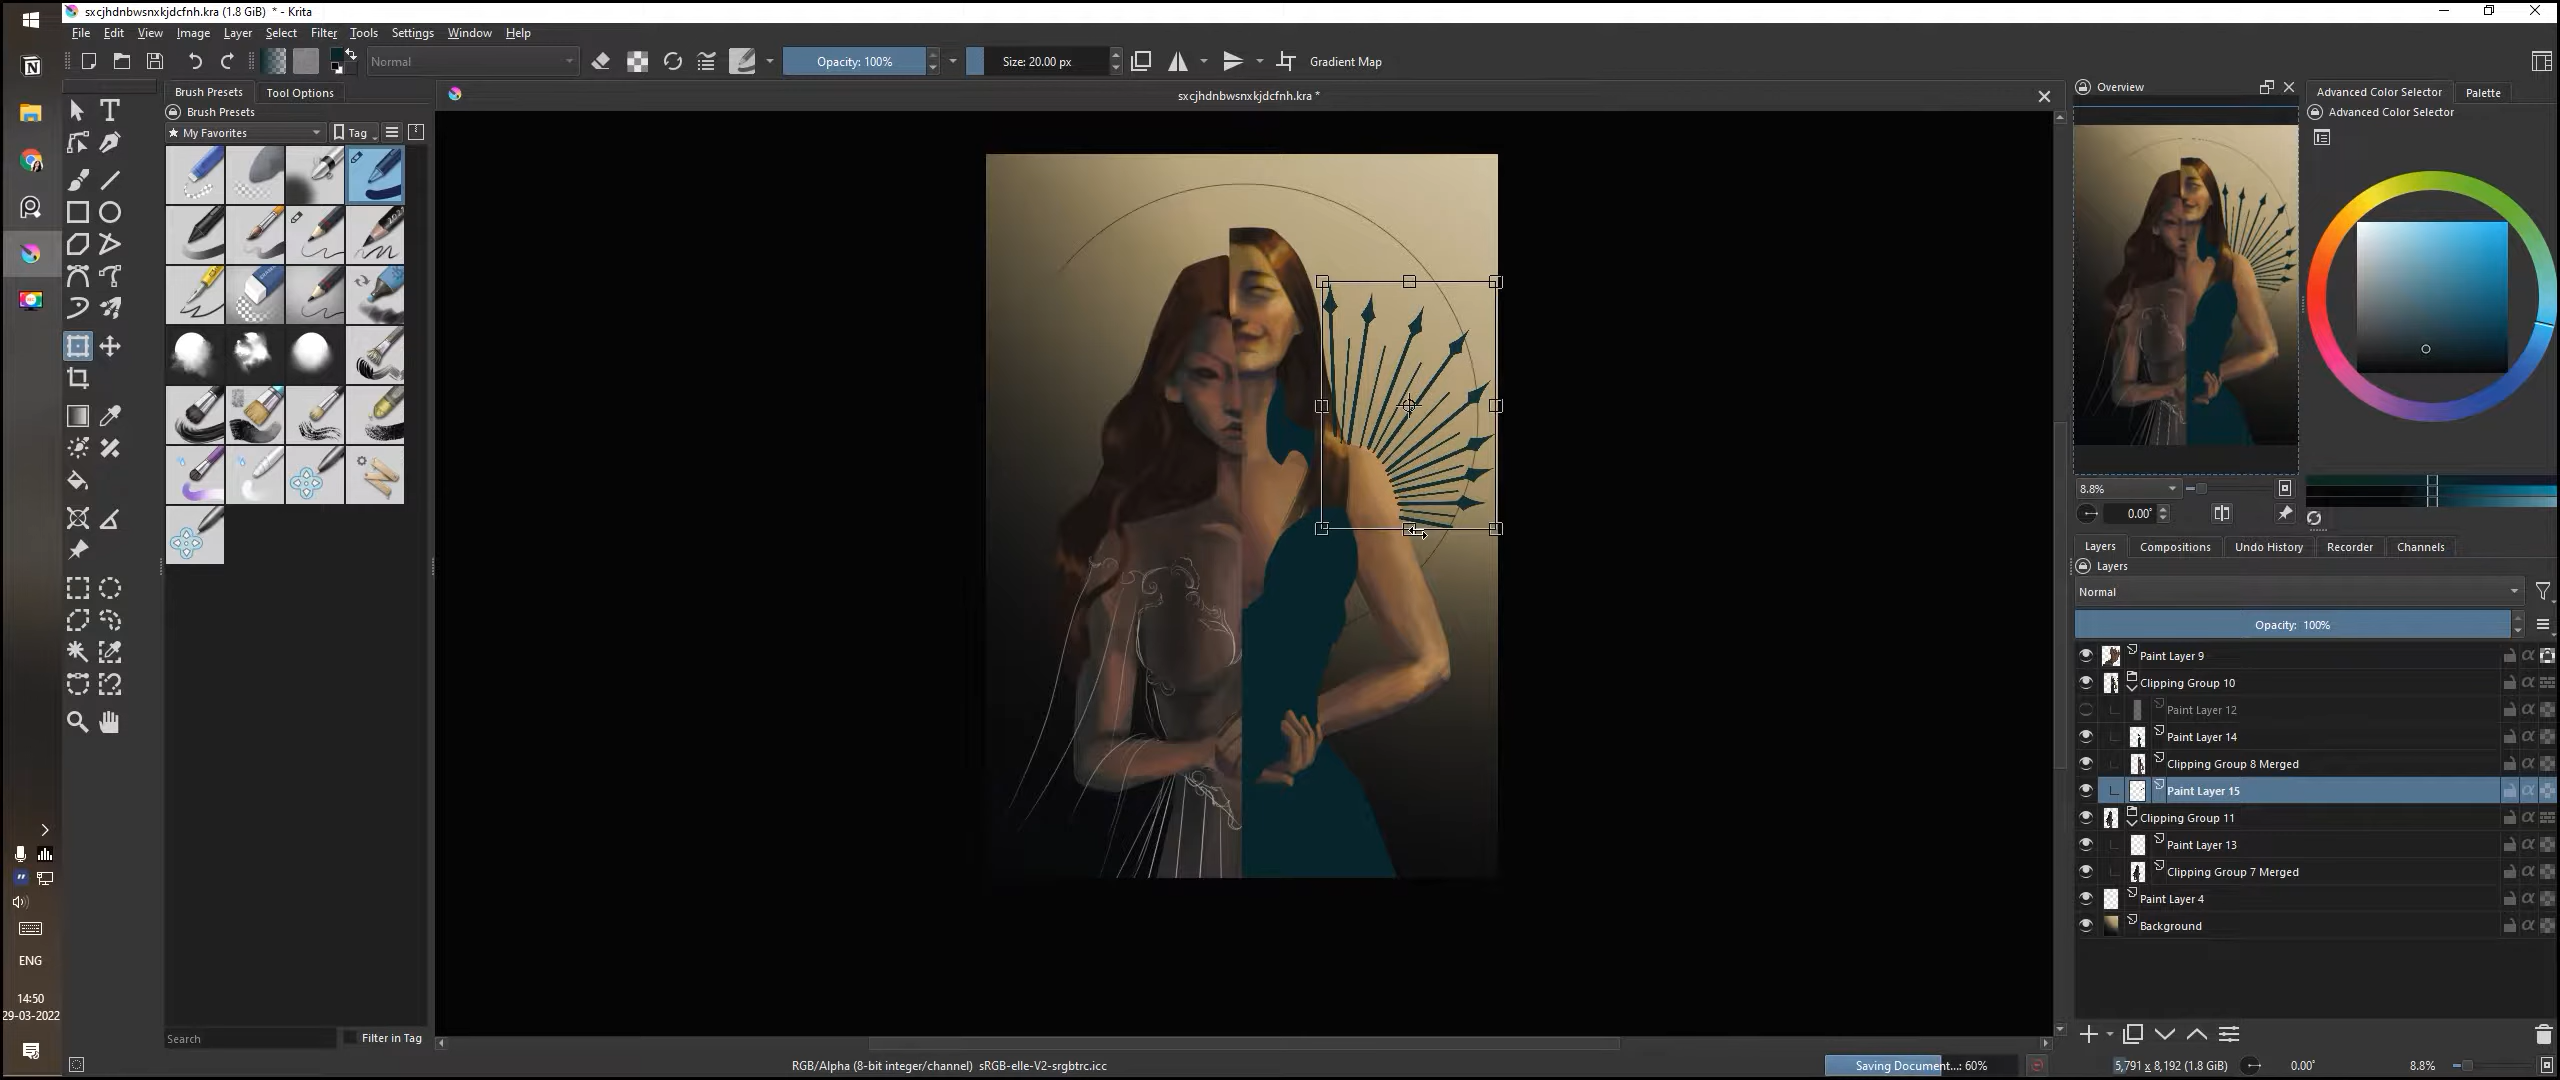 sxcjhdnbwsnxkjdcfnh.kra (1.8 GiB) * - Krita
File Edit View Image Layer Select Filter Tools Settings Window Help
Normal
Opacity: 100%
Size: 20.00 px
Gradient Map
Brush Presets Tool Options
Brush Presets
★ My Favorites Tag
sxcjhdnbwsnxkjdcfnh.kra *
Overview
Advanced Color Selector Palette
Advanced Color Selector
8.8%
0.00°
Layers Compositions Undo History Recorder Channels
Layers
Normal
Opacity: 100%
Paint Layer 9
Clipping Group 10
Paint Layer 12
Paint Layer 14
Clipping Group 8 Merged
Paint Layer 15
Clipping Group 11
Paint Layer 13
Clipping Group 7 Merged
Paint Layer 4
Background
ENG
14:50
29-03-2022
Search Filter in Tag
RGB/Alpha (8-bit integer/channel) sRGB-elle-V2-srgbtrc.icc
Saving Document...: 60%
5,791 x 8,192 (1.8 GiB)
0.00°
8.8%